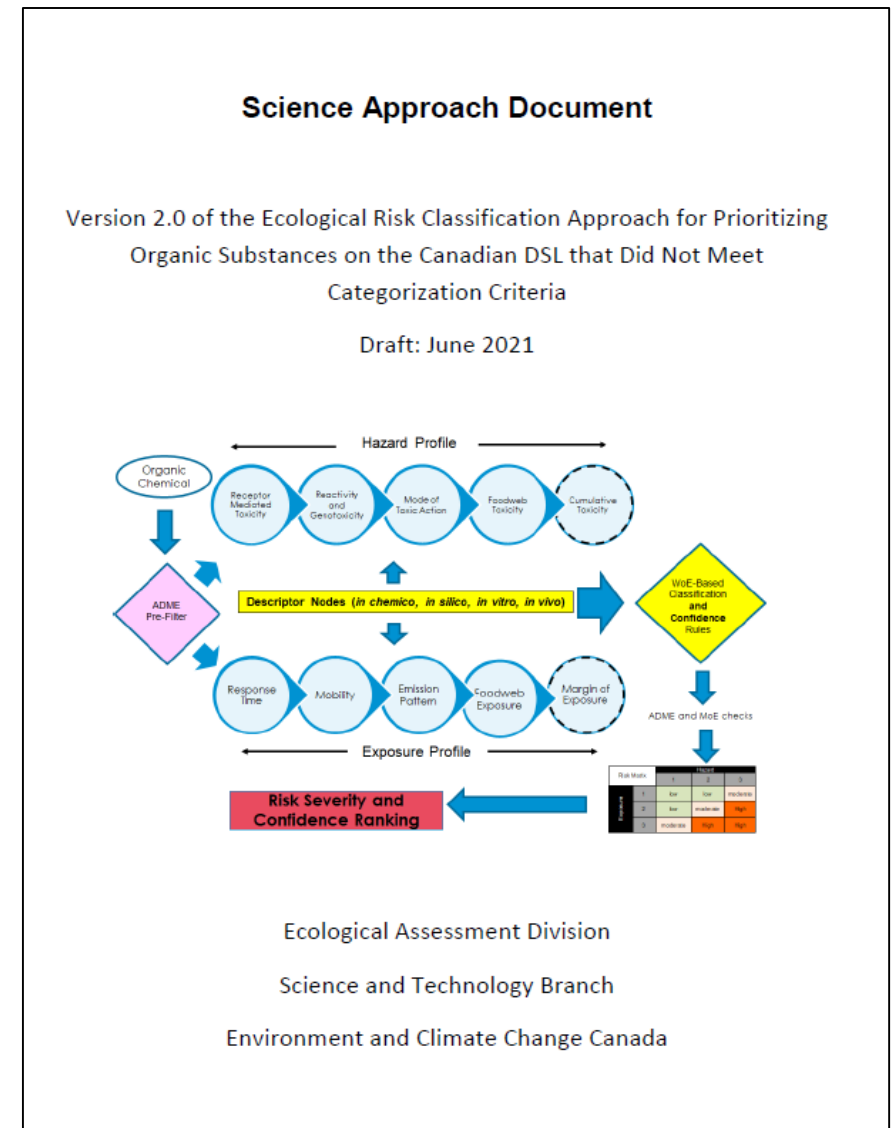 Science Approach Document
Version 2.0 of the Ecological Risk Classification Approach for Prioritizing
Organic Substances on the Canadian DSL that Did Not Meet
Categorization Criteria
Draft: June 2021
Hazard Profile
Organic
Chemical
Receptor
Mediated
Toxicity
Reactivity
and
Genotoxicity
Mode of
Toxic Action
Foodweb
Toxicity
Cumulative
Toxicity
ADME
Pre-Filter
Descriptor Nodes (in chemico, in silico, in vitro, in vivo)
WoE-Based
Classification
and
Confidence
Rules
Response
Time
Mobility
Emission
Pattern
Foodweb
Exposure
Margin of
Exposure
ADME and MoE checks
Exposure Profile
Risk Matrix
Hazard
1 2 3
Exposure
1 low low moderate
2 low moderate High
3 moderate High High
Risk Severity and
Confidence Ranking
Ecological Assessment Division
Science and Technology Branch
Environment and Climate Change Canada